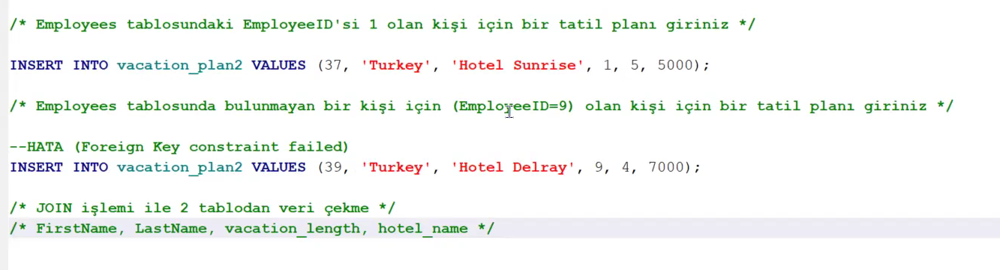 /* Employees tablosundaki EmployeeID'si 1 olan kişi için bir tatil planı giriniz */
INSERT INTO vacation_plan2 VALUES (37, 'Turkey', 'Hotel Sunrise', 1, 5, 5000);
/* Employees tablosunda bulunmayan bir kişi için (EmployeeID=9) olan kişi için bir tatil planı giriniz */
--HATA (Foreign Key constraint failed)
INSERT INTO vacation_plan2 VALUES (39, 'Turkey', 'Hotel Delray', 9, 4, 7000);
/* JOIN işlemi ile 2 tablodan veri çekme */
/* FirstName, LastName, vacation_length, hotel_name */